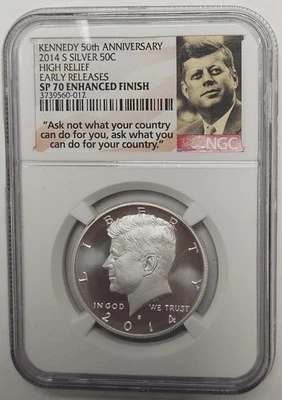 KENNEDY 50th ANNIVERSARY
2014 S SILVER 50C
HIGH RELIEF
EARLY RELEASES
SP 70 ENHANCED FINISH
3739560-012
"Ask not what your country
can do for you, ask what you
can do for your country."
NGC
LIBERTY
IN GOD WE TRUST
S
2014